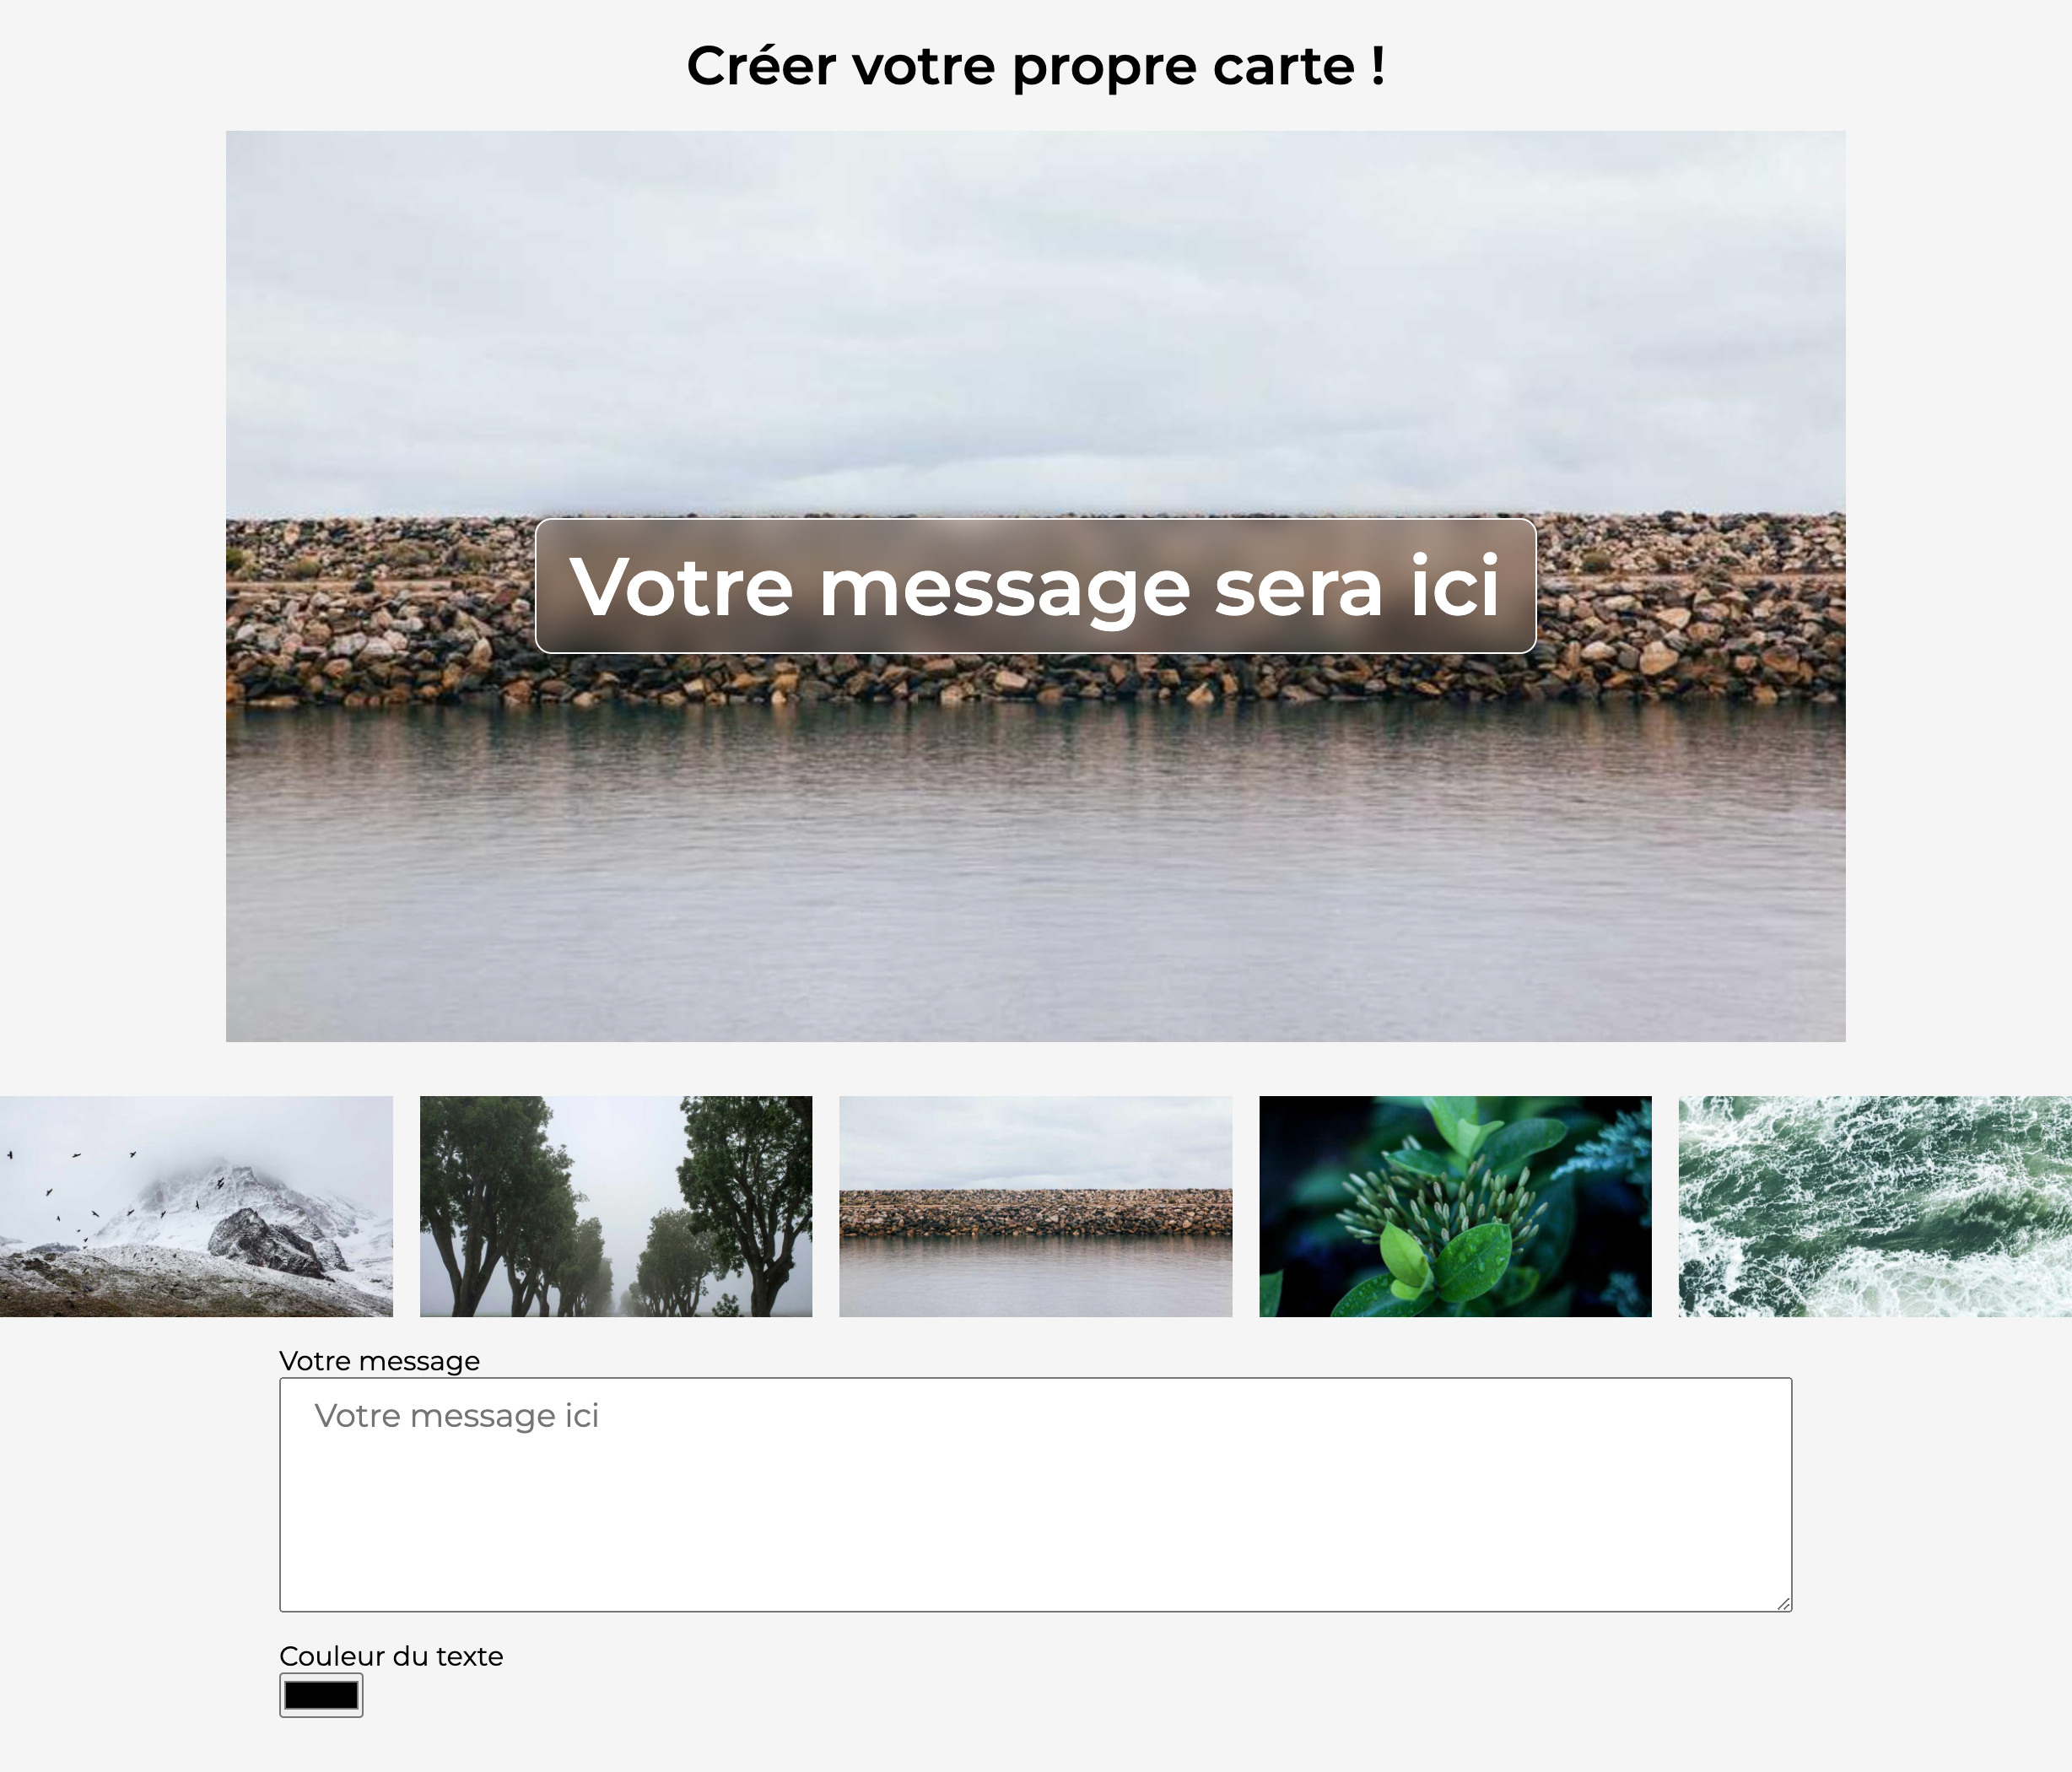 Créer votre propre carte !
Votre message sera ici
Votre message
Votre message ici
Couleur du texte